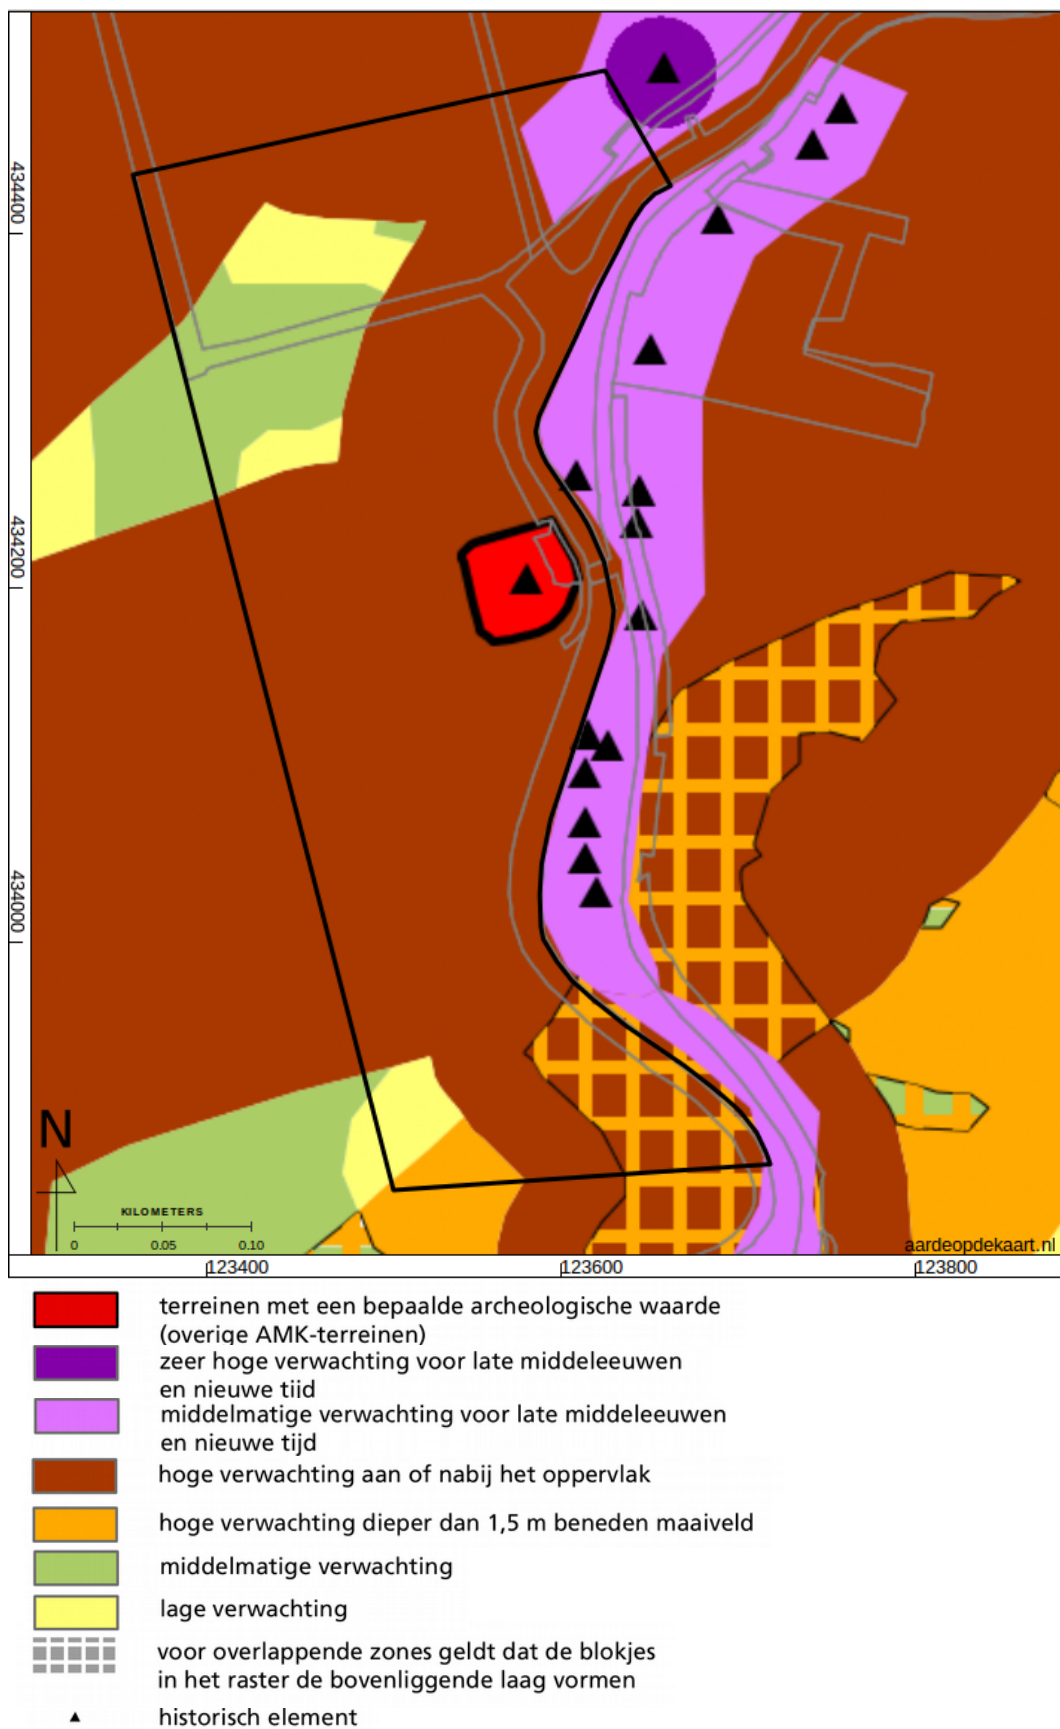 434400
434200
434000
N
KILOMETERS
0 0.05 0.10
aardeopdekaart.nl
123400 123600 123800
terreinen met een bepaalde archeologische waarde
(overige AMK-terreinen)
zeer hoge verwachting voor late middeleeuwen
en nieuwe tijd
middelmatige verwachting voor late middeleeuwen
en nieuwe tijd
hoge verwachting aan of nabij het oppervlak
hoge verwachting dieper dan 1,5 m beneden maaiveld
middelmatige verwachting
lage verwachting
voor overlappende zones geldt dat de blokjes
in het raster de bovenliggende laag vormen
historisch element